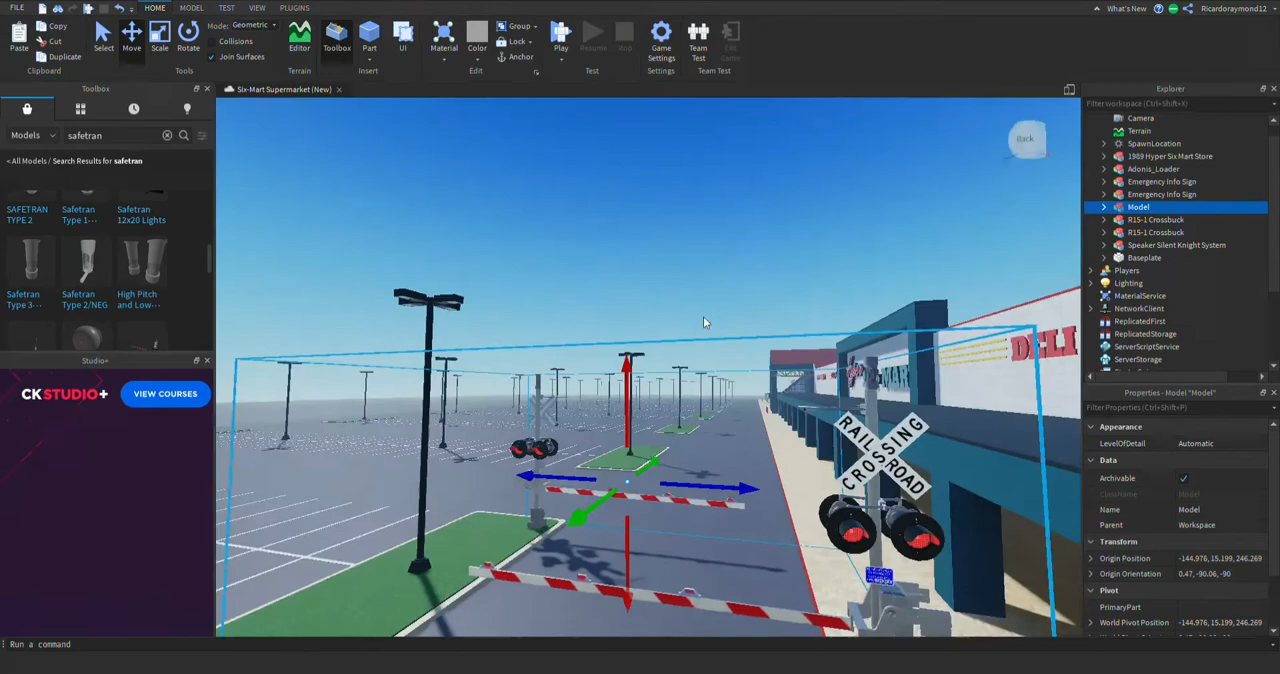 FILE HOME MODEL TEST VIEW PLUGINS What's New Ricardoraymond12
Paste Copy Cut Duplicate Clipboard
Select Move Scale Rotate Mode: Geometric Collisions Join Surfaces Tools
Editor Terrain
Toolbox Part UI Insert
Material Color Group Lock Anchor Edit
Play Resume Stop Test
Game Settings Settings
Team Test Exit Game Team Test
Toolbox
Models safetran
< All Models / Search Results for safetran
SAFETRAN TYPE 2
Safetran Type 1-...
Safetran 12x20 Lights
Safetran Type 3-...
Safetran Type 2/NEG
High Pitch and Low-...
Studio+
CKSTUDIO+ VIEW COURSES
Six-Mart Supermarket (New)
Back
DELI
MART
RAILROAD
CROSSING
Explorer
Filter workspace (Ctrl+Shift+X)
Camera
Terrain
SpawnLocation
1989 Hyper Six Mart Store
Adonis_Loader
Emergency Info Sign
Emergency Info Sign
Model
R15-1 Crossbuck
R15-1 Crossbuck
Speaker Silent Knight System
Baseplate
Players
Lighting
MaterialService
NetworkClient
ReplicatedFirst
ReplicatedStorage
ServerScriptService
ServerStorage
Properties - Model "Model"
Filter Properties (Ctrl+Shift+P)
Appearance
LevelOfDetail Automatic
Data
Archivable
ClassName Model
Name Model
Parent Workspace
Transform
Origin Position -144.976, 15.199, 246.269
Origin Orientation 0.47, -90.06, -90
Pivot
PrimaryPart
World Pivot Position -144.976, 15.199, 246.269
Run a command